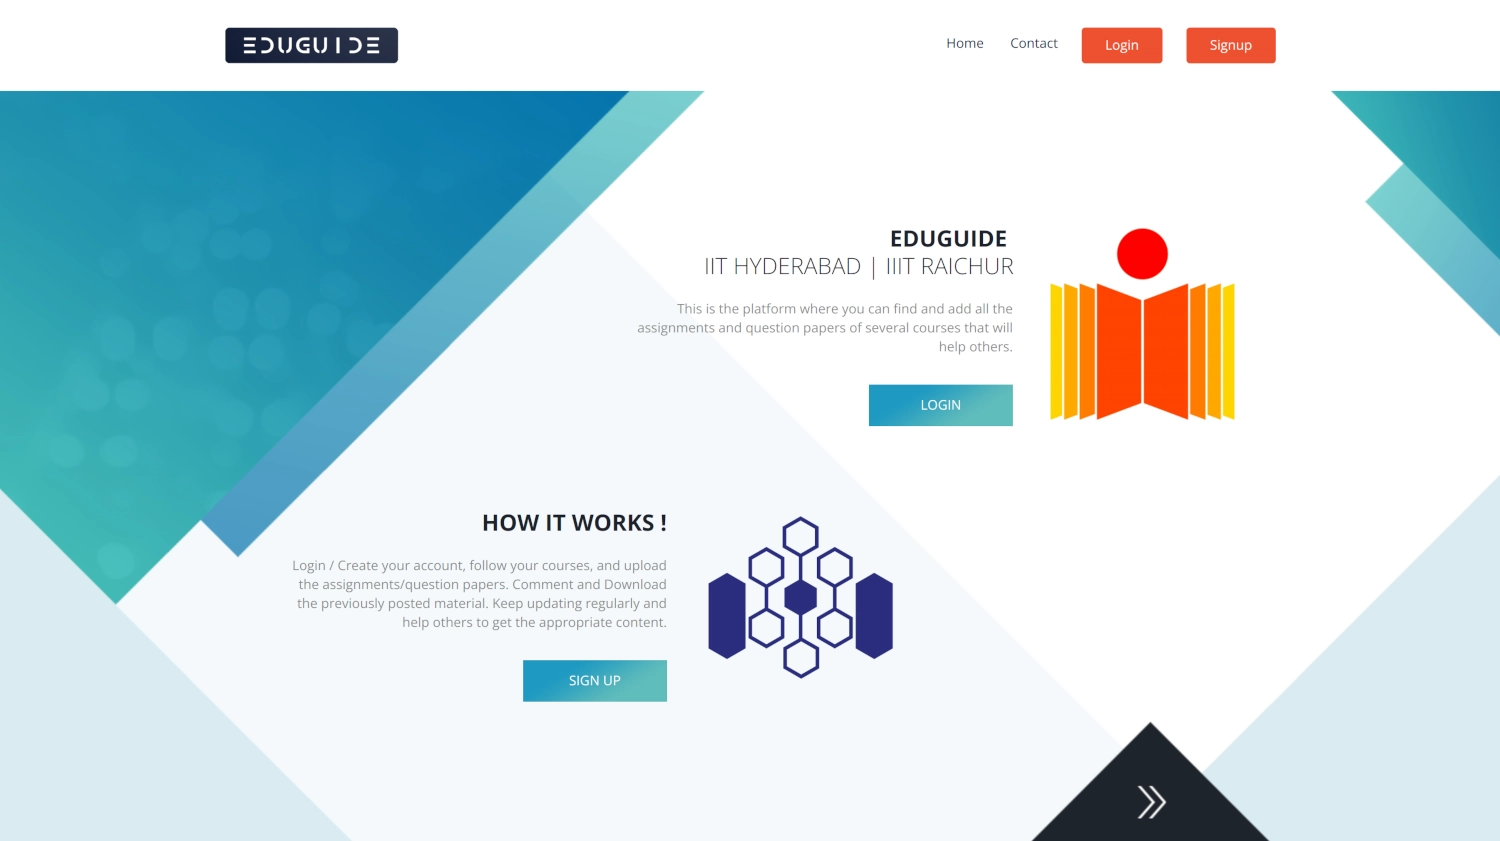 EDUGUIDE
Home
Contact
Login
Signup
EDUGUIDE
IIT HYDERABAD | IIIT RAICHUR
This is the platform where you can find and add all the
assignments and question papers of several courses that will
help others.
LOGIN
HOW IT WORKS !
Login / Create your account, follow your courses, and upload
the assignments/question papers. Comment and Download
the previously posted material. Keep updating regularly and
help others to get the appropriate content.
SIGN UP